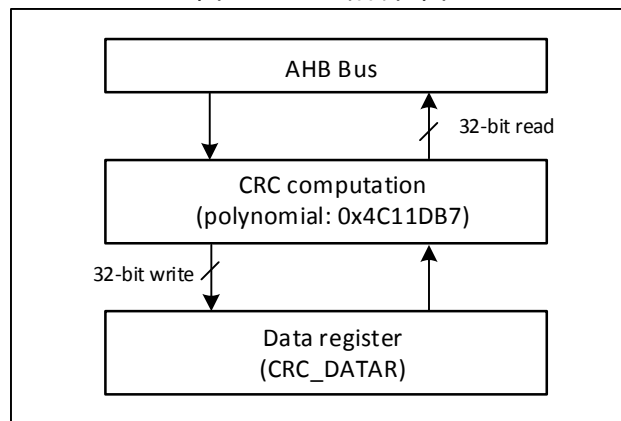 AHB Bus
32-bit read
CRC computation
(polynomial: 0x4C11DB7)
32-bit write
Data register
(CRC_DATAR)